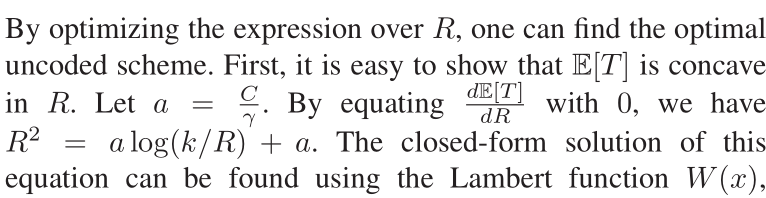 By optimizing the expression over R, one can find the optimal
uncoded scheme. First, it is easy to show that 𝔼[T] is concave
in R. Let a = C/γ. By equating d𝔼[T]/dR with 0, we have
R² = a log(k/R) + a. The closed-form solution of this
equation can be found using the Lambert function W(x),